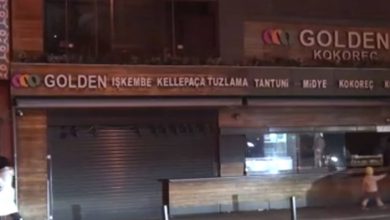 GOLDEN
KOKOREÇ
GOLDEN İŞKEMBE KELLEPAÇA TUZLAMA TANTUNİ MİDYE KOKOREÇ